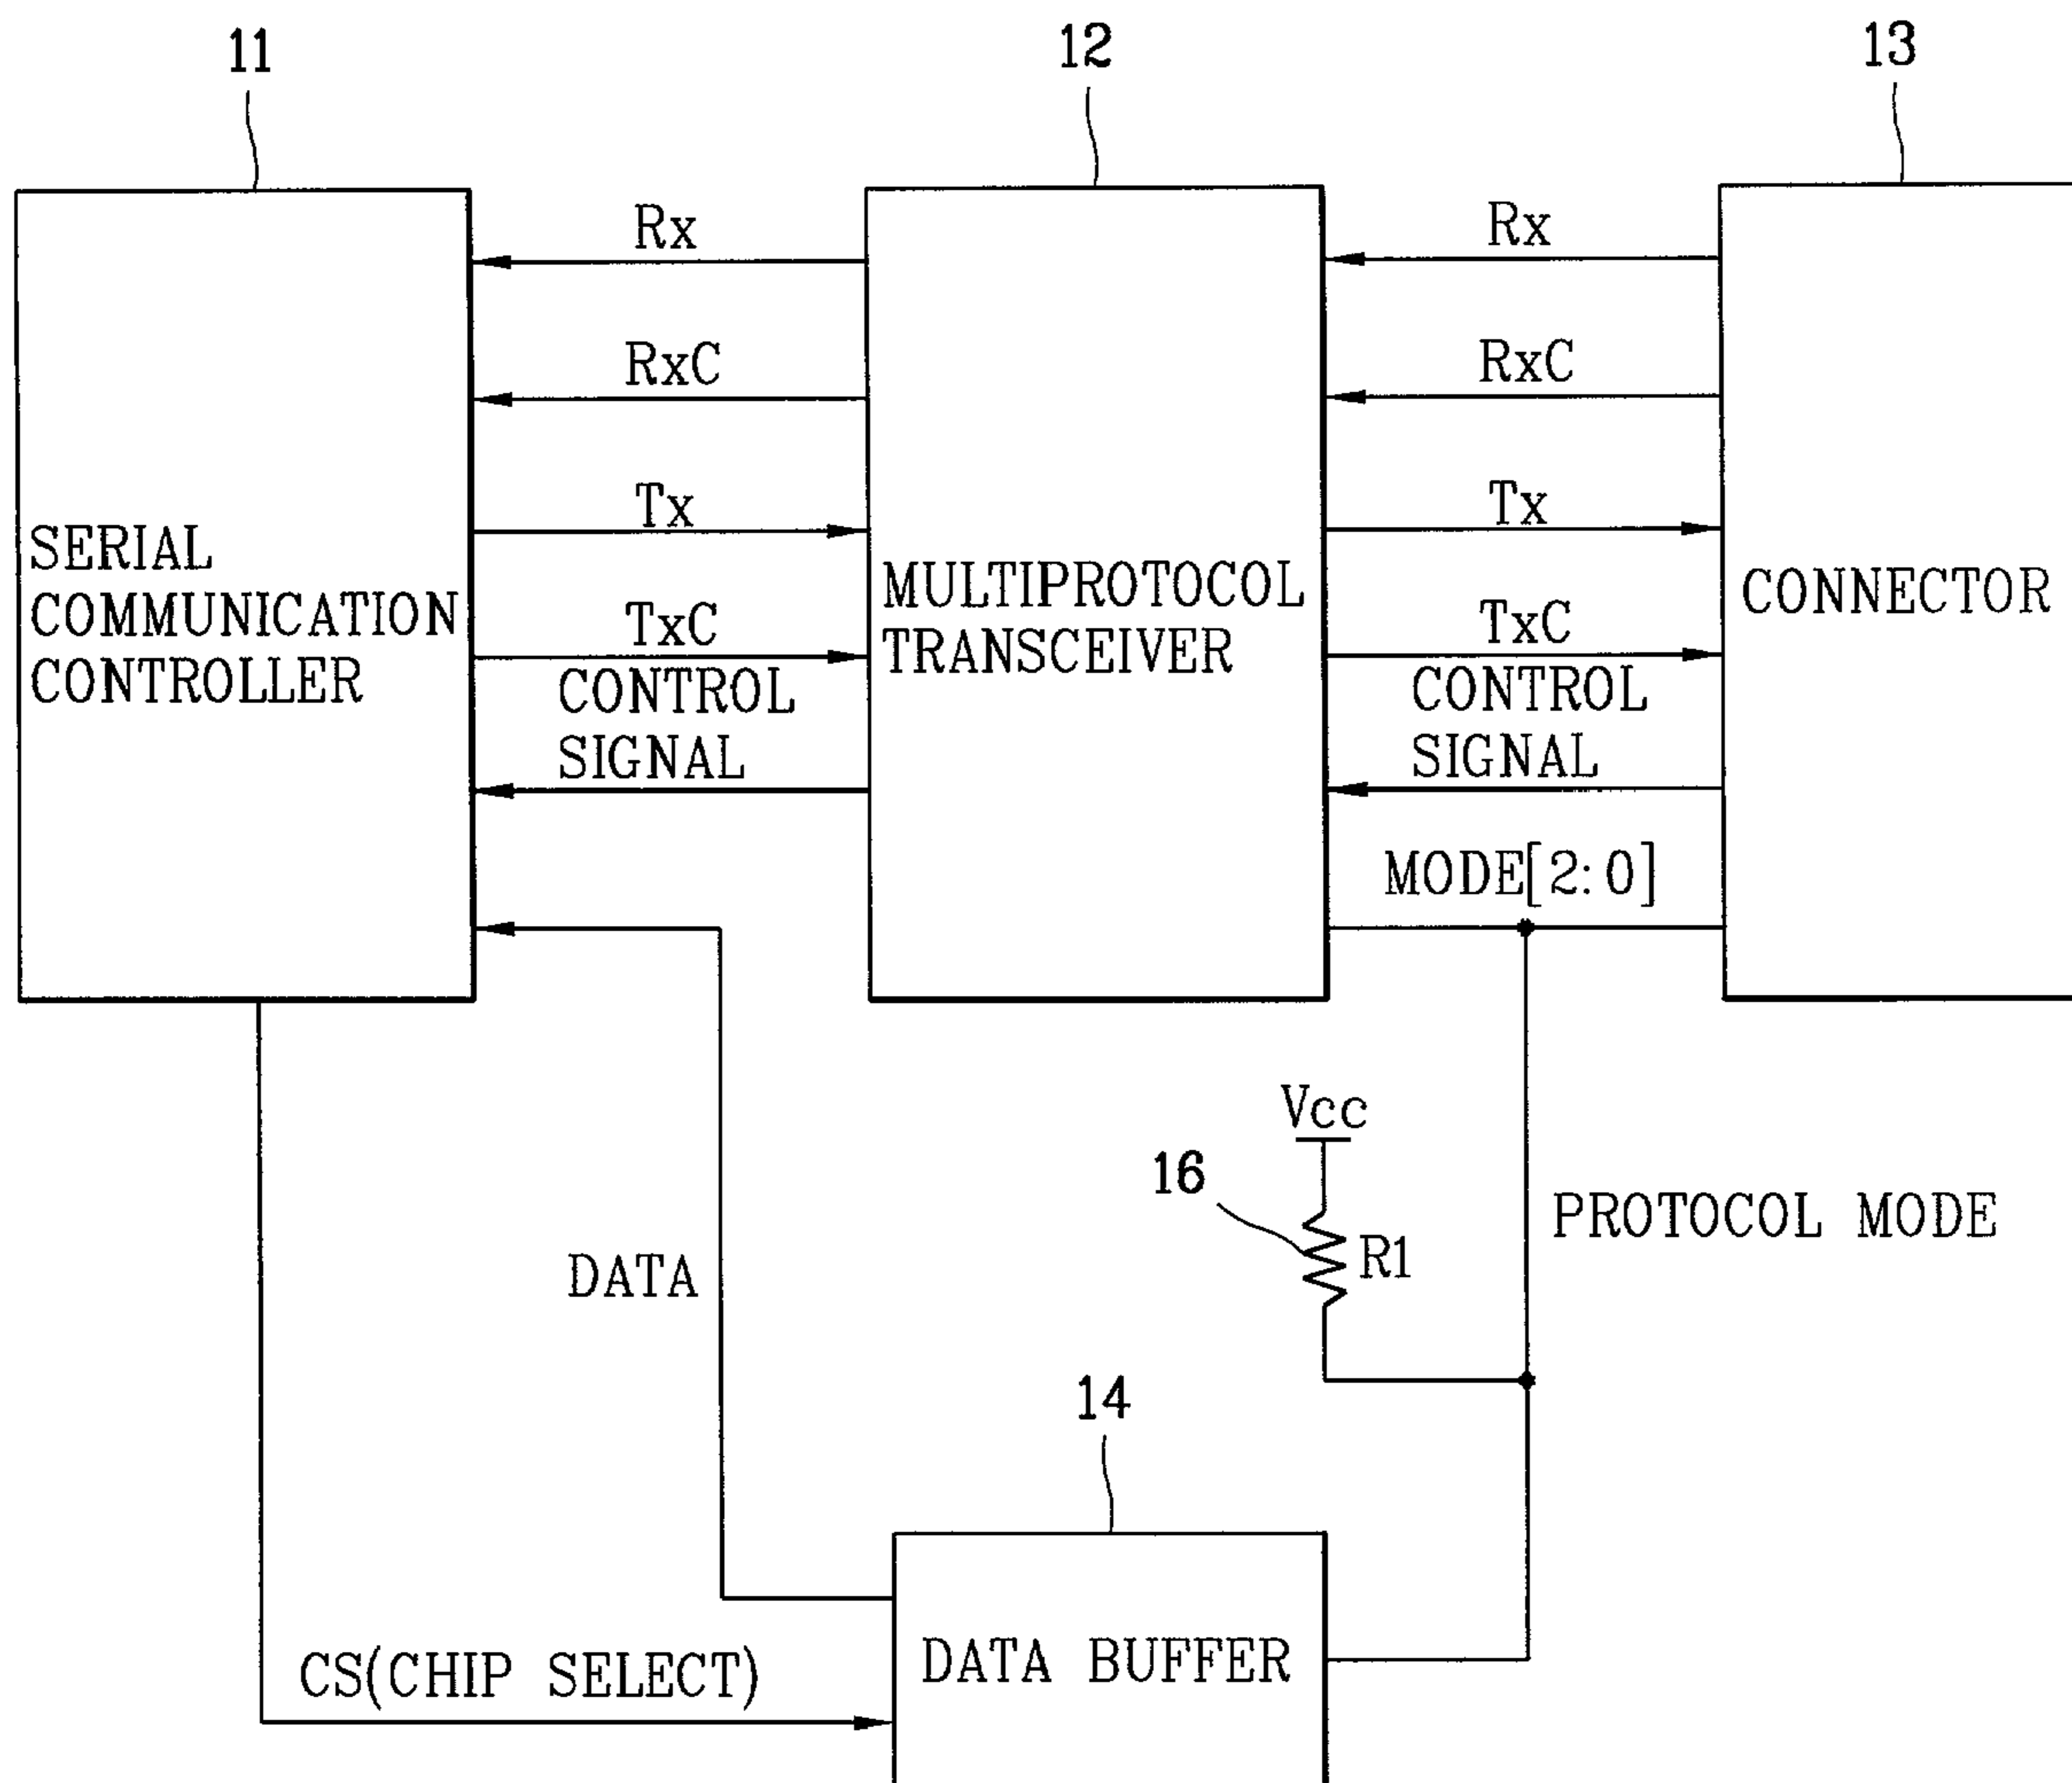 11
12
13
Rx
Rx
RxC
RxC
Tx
Tx
SERIAL
COMMUNICATION
CONTROLLER
MULTIPROTOCOL
TRANSCEIVER
CONNECTOR
TxC
TxC
CONTROL
SIGNAL
CONTROL
SIGNAL
MODE[2:0]
Vcc
16
R1
PROTOCOL MODE
DATA
14
DATA BUFFER
CS(CHIP SELECT)